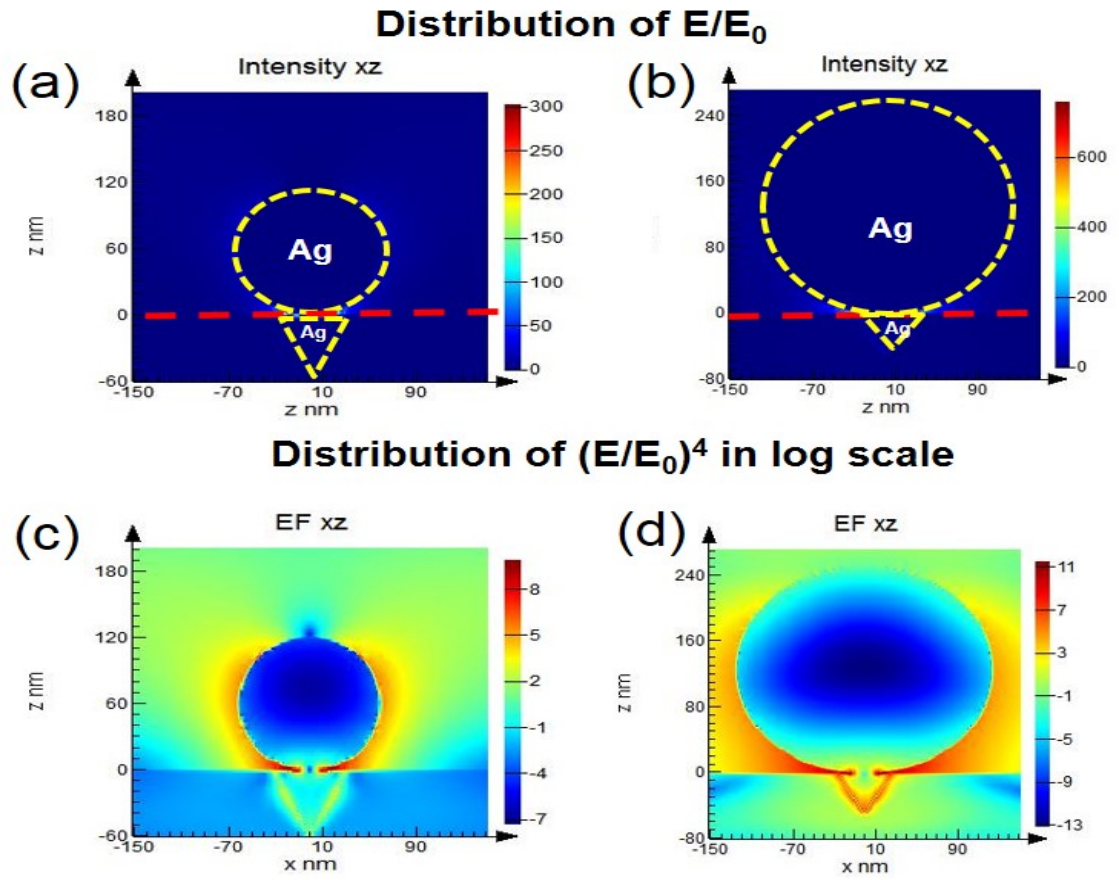 Distribution of E/E₀
(a)
Intensity xz
z nm
180
120
60
0
-60
-150
-70
10
90
z nm
Ag
Ag
300
250
200
150
100
50
0
(b)
Intensity xz
240
160
80
0
-80
-150
-70
10
90
z nm
Ag
Ag
600
400
200
0
Distribution of (E/E₀)⁴ in log scale
(c)
EF xz
z nm
180
120
60
0
-60
-150
-70
10
90
x nm
8
5
2
-1
-4
-7
(d)
EF xz
z nm
240
160
80
0
-80
-150
-70
10
90
x nm
11
7
3
-1
-5
-9
-13